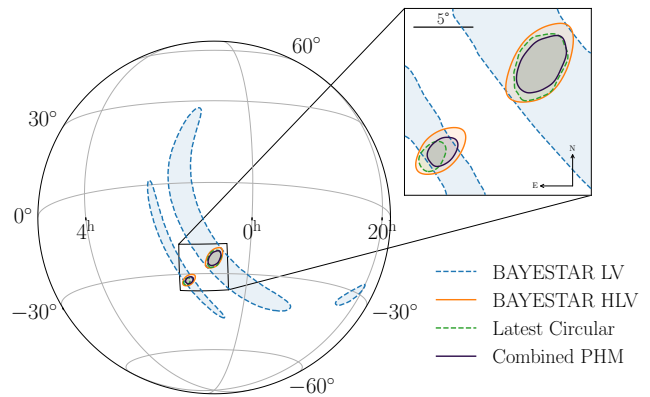 5°
60°
30°
0°
4ʰ
0ʰ
20ʰ
N
E
−30°
−30°
−60°
BAYESTAR LV
BAYESTAR HLV
Latest Circular
Combined PHM